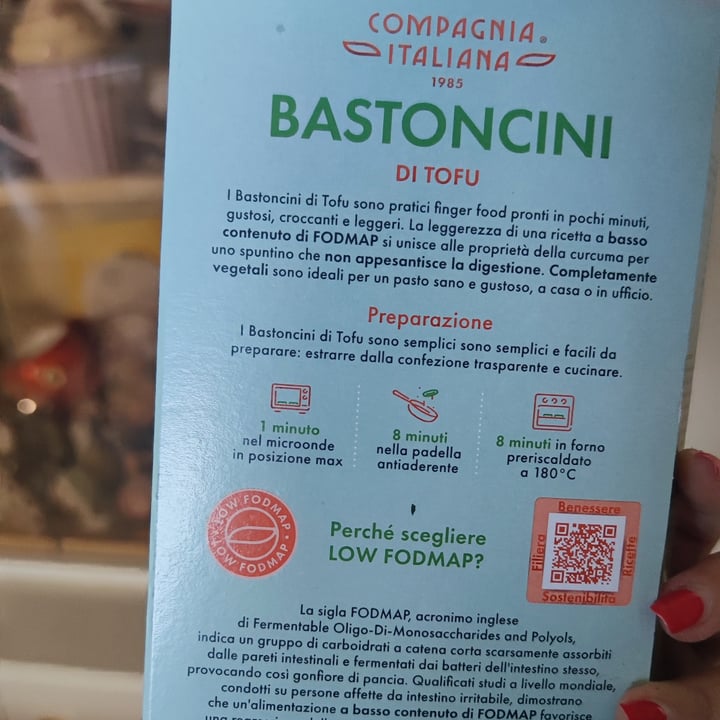 COMPAGNIA
ITALIANA®
1985
BASTONCINI
DI TOFU
I Bastoncini di Tofu sono pratici finger food pronti in pochi minuti,
gustosi, croccanti e leggeri. La leggerezza di una ricetta a basso
contenuto di FODMAP si unisce alle proprietà della curcuma per
uno spuntino che non appesantisce la digestione. Completamente
vegetali sono ideali per un pasto sano e gustoso, a casa o in ufficio.
Preparazione
I Bastoncini di Tofu sono semplici sono semplici e facili da
preparare: estrarre dalla confezione trasparente e cucinare.
1 minuto
nel microonde
in posizione max
8 minuti
nella padella
antiaderente
8 minuti in forno
preriscaldato
a 180°C
LOW FODMAP • LOW FODMAP •
Perché scegliere
LOW FODMAP?
Benessere
Filiera
Ricette
Sostenibilità
La sigla FODMAP, acronimo inglese
di Fermentable Oligo-Di-Monosaccharides and Polyols,
indica un gruppo di carboidrati a catena corta scarsamente assorbiti
dalle pareti intestinali e fermentati dai batteri dell'intestino stesso,
provocando così gonfiore di pancia. Qualificati studi a livello mondiale,
condotti su persone affette da intestino irritabile, dimostrano
che un'alimentazione a basso contenuto di FODMAP favorisce
una